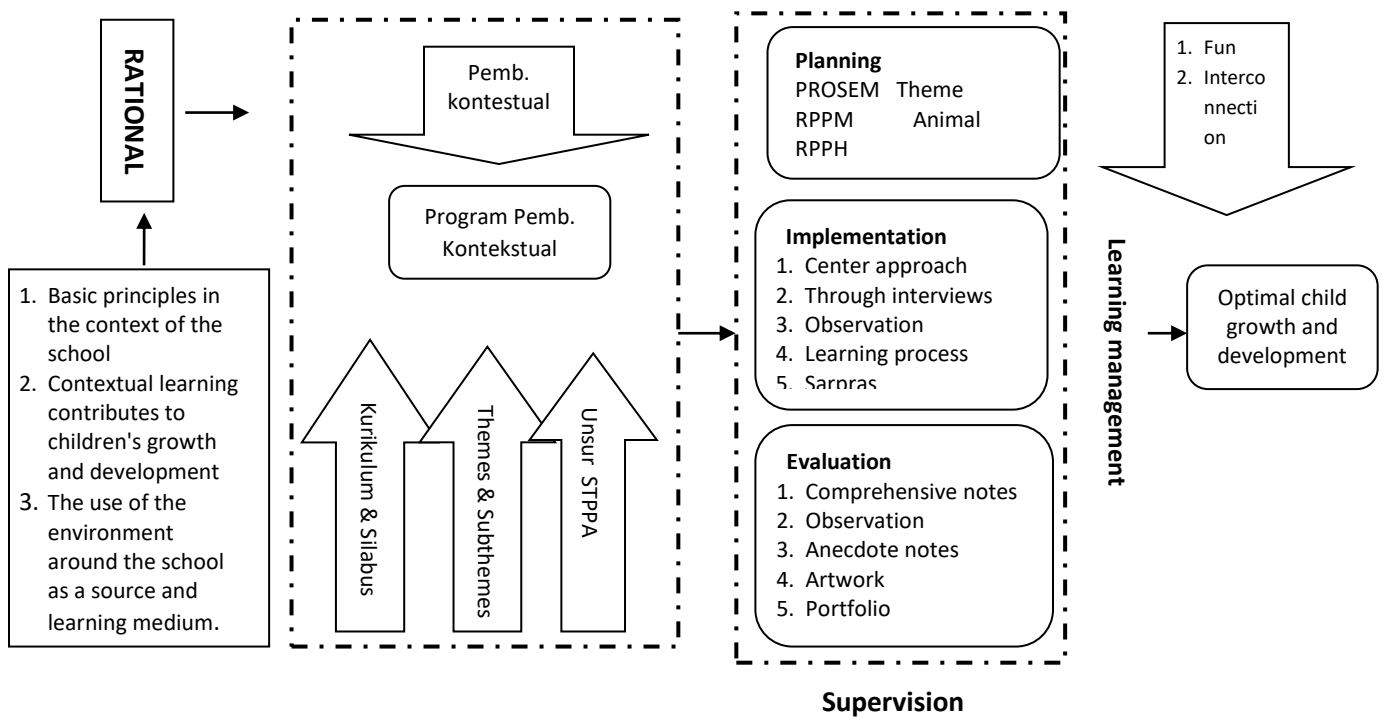 RATIONAL
1. Basic principles in
the context of the
school
2. Contextual learning
contributes to
children's growth
and development
3. The use of the
environment
around the school
as a source and
learning medium.
Pemb.
kontestual
Program Pemb.
Kontekstual
Kurikulum & Silabus
Themes & Subthemes
Unsur STPPA
Planning
PROSEM Theme
RPPM Animal
RPPH
Implementation
1. Center approach
2. Through interviews
3. Observation
4. Learning process
5. Sarpras
Evaluation
1. Comprehensive notes
2. Observation
3. Anecdote notes
4. Artwork
5. Portfolio
Supervision
1. Fun
2. Interco
nnecti
on
Learning management
Optimal child
growth and
development